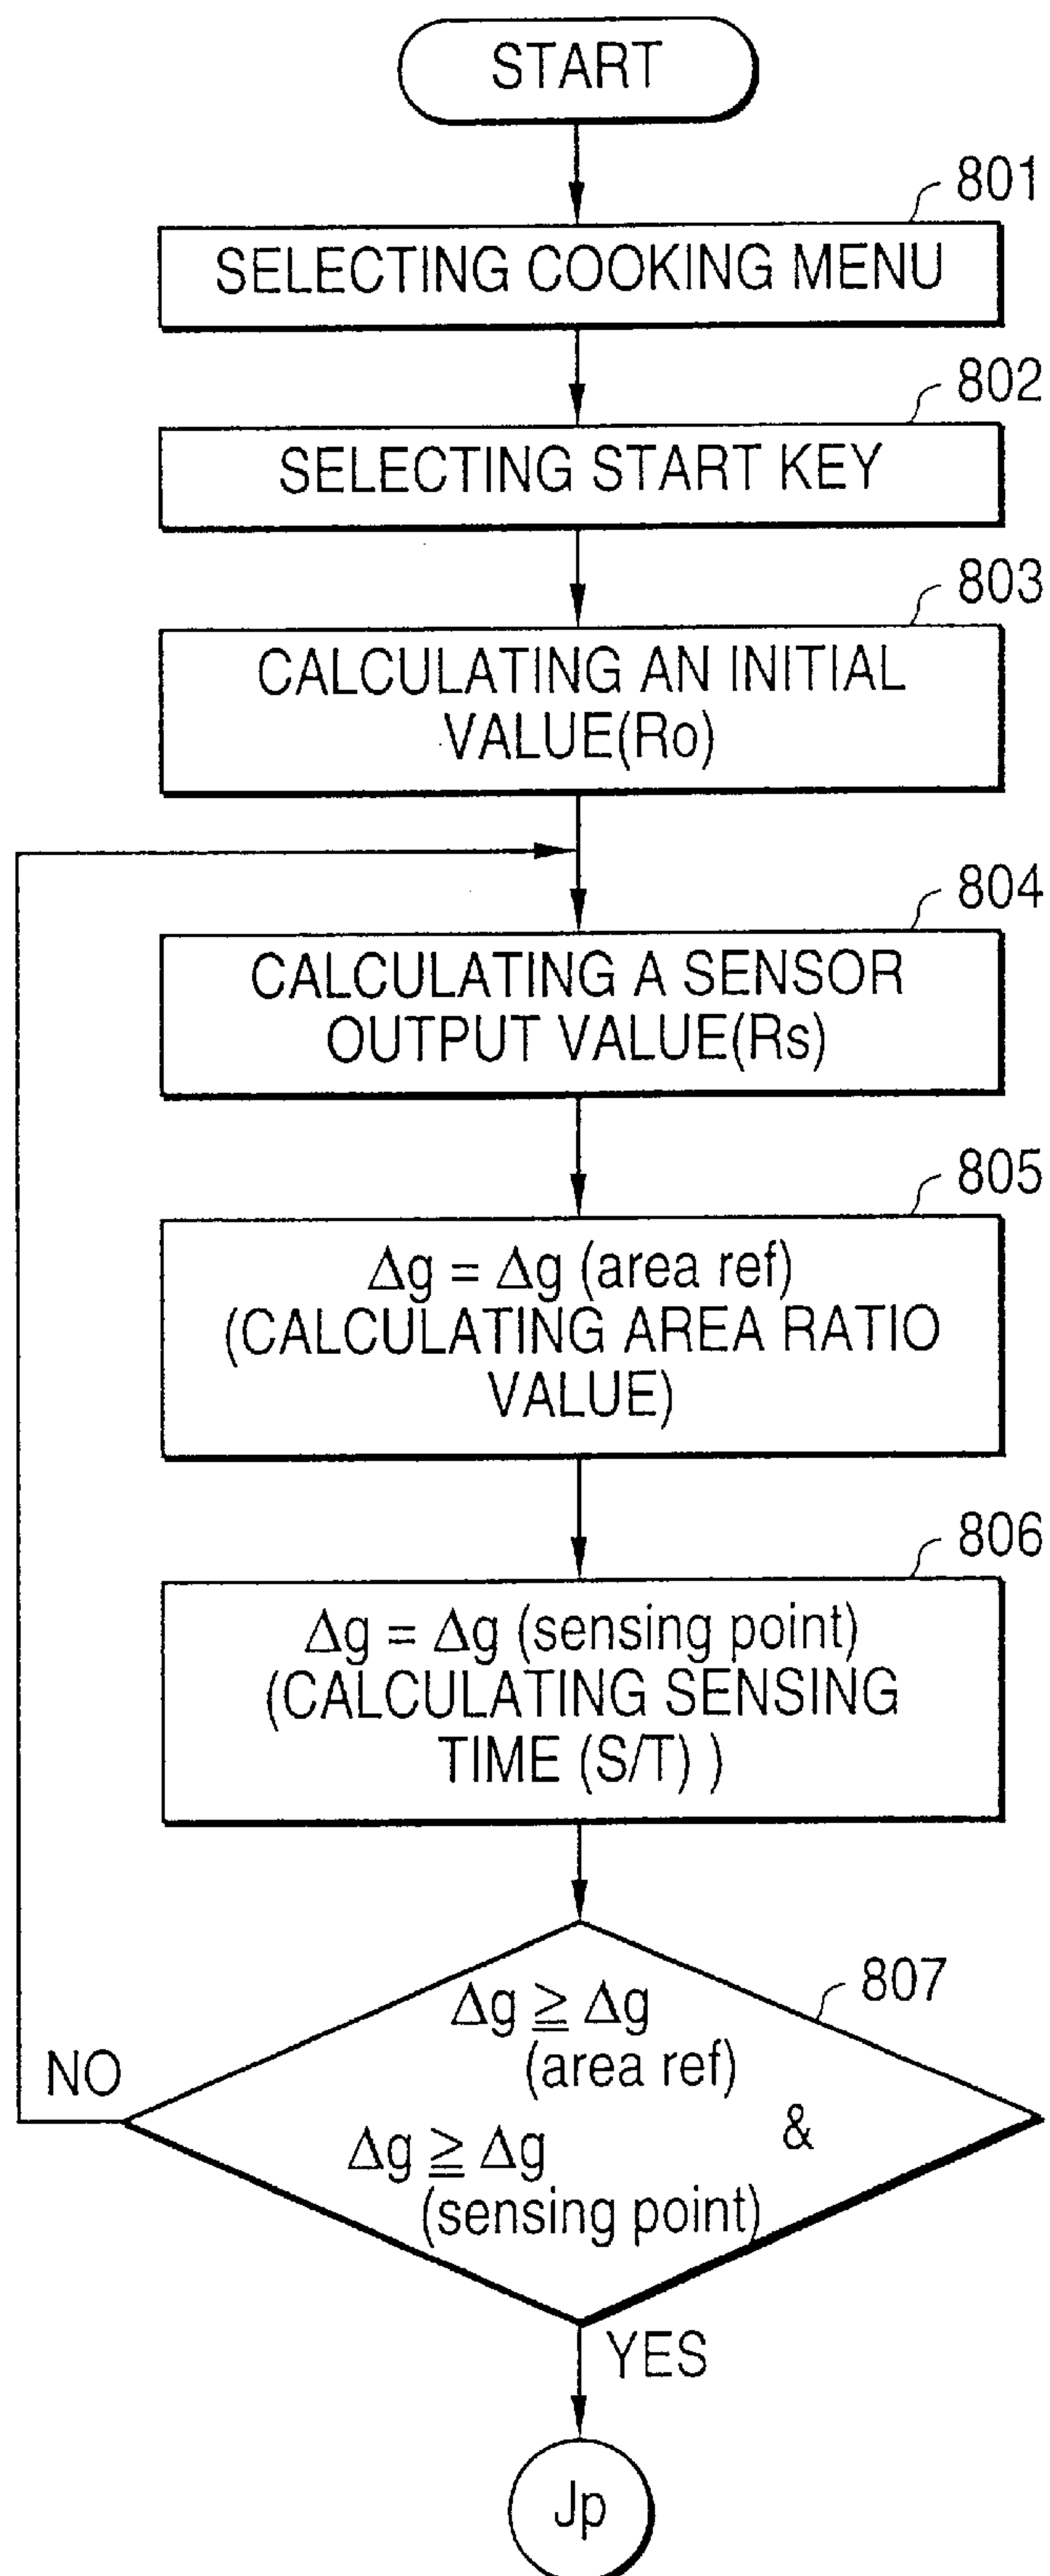 START
801
SELECTING COOKING MENU
802
SELECTING START KEY
803
CALCULATING AN INITIAL
VALUE(Ro)
804
CALCULATING A SENSOR
OUTPUT VALUE(Rs)
805
Δg = Δg (area ref)
(CALCULATING AREA RATIO
VALUE)
806
Δg = Δg (sensing point)
(CALCULATING SENSING
TIME (S/T) )
807
Δg ≧ Δg
(area ref)
NO
&
Δg ≧ Δg
(sensing point)
YES
Jp